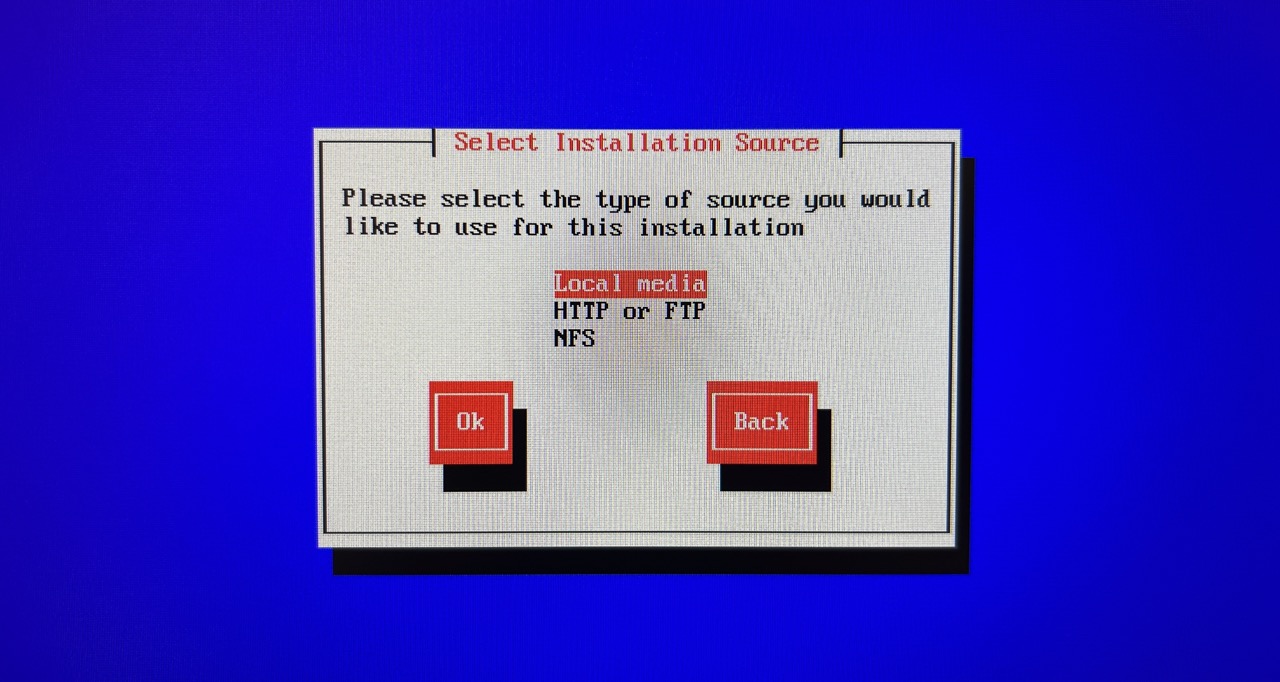 Select Installation Source
Please select the type of source you would
like to use for this installation
Local media
HTTP or FTP
NFS
Ok
Back